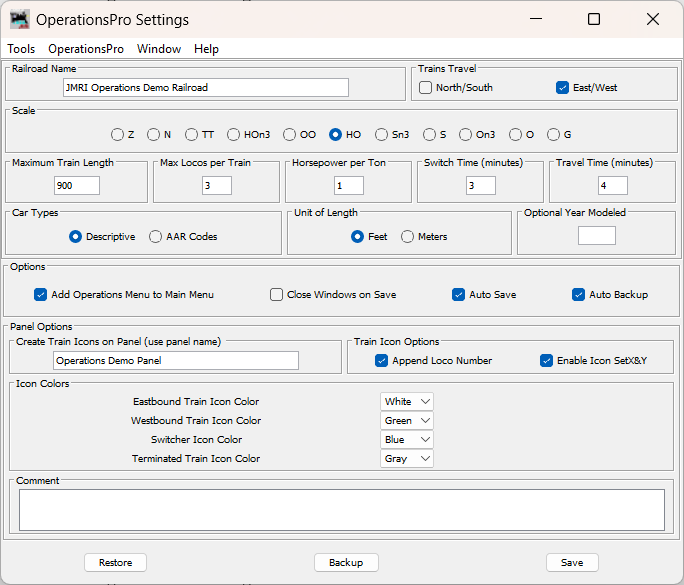 OperationsPro Settings
Tools OperationsPro Window Help
Railroad Name Trains Travel
JMRI Operations Demo Railroad North/South East/West
Scale
Z N TT HOn3 OO HO Sn3 S On3 O G
Maximum Train Length Max Locos per Train Horsepower per Ton Switch Time (minutes) Travel Time (minutes)
900 3 1 3 4
Car Types Unit of Length Optional Year Modeled
Descriptive AAR Codes Feet Meters
Options
Add Operations Menu to Main Menu Close Windows on Save Auto Save Auto Backup
Panel Options
Create Train Icons on Panel (use panel name) Train Icon Options
Operations Demo Panel Append Loco Number Enable Icon SetX&Y
Icon Colors
Eastbound Train Icon Color White
Westbound Train Icon Color Green
Switcher Icon Color Blue
Terminated Train Icon Color Gray
Comment
Restore Backup Save